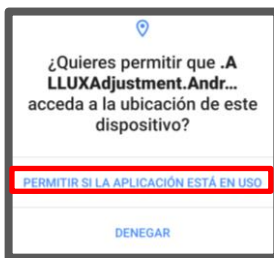 ¿Quieres permitir que .A
LLUXAdjustment.Andr...
acceda a la ubicación de este
dispositivo?
PERMITIR SI LA APLICACIÓN ESTÁ EN USO
DENEGAR